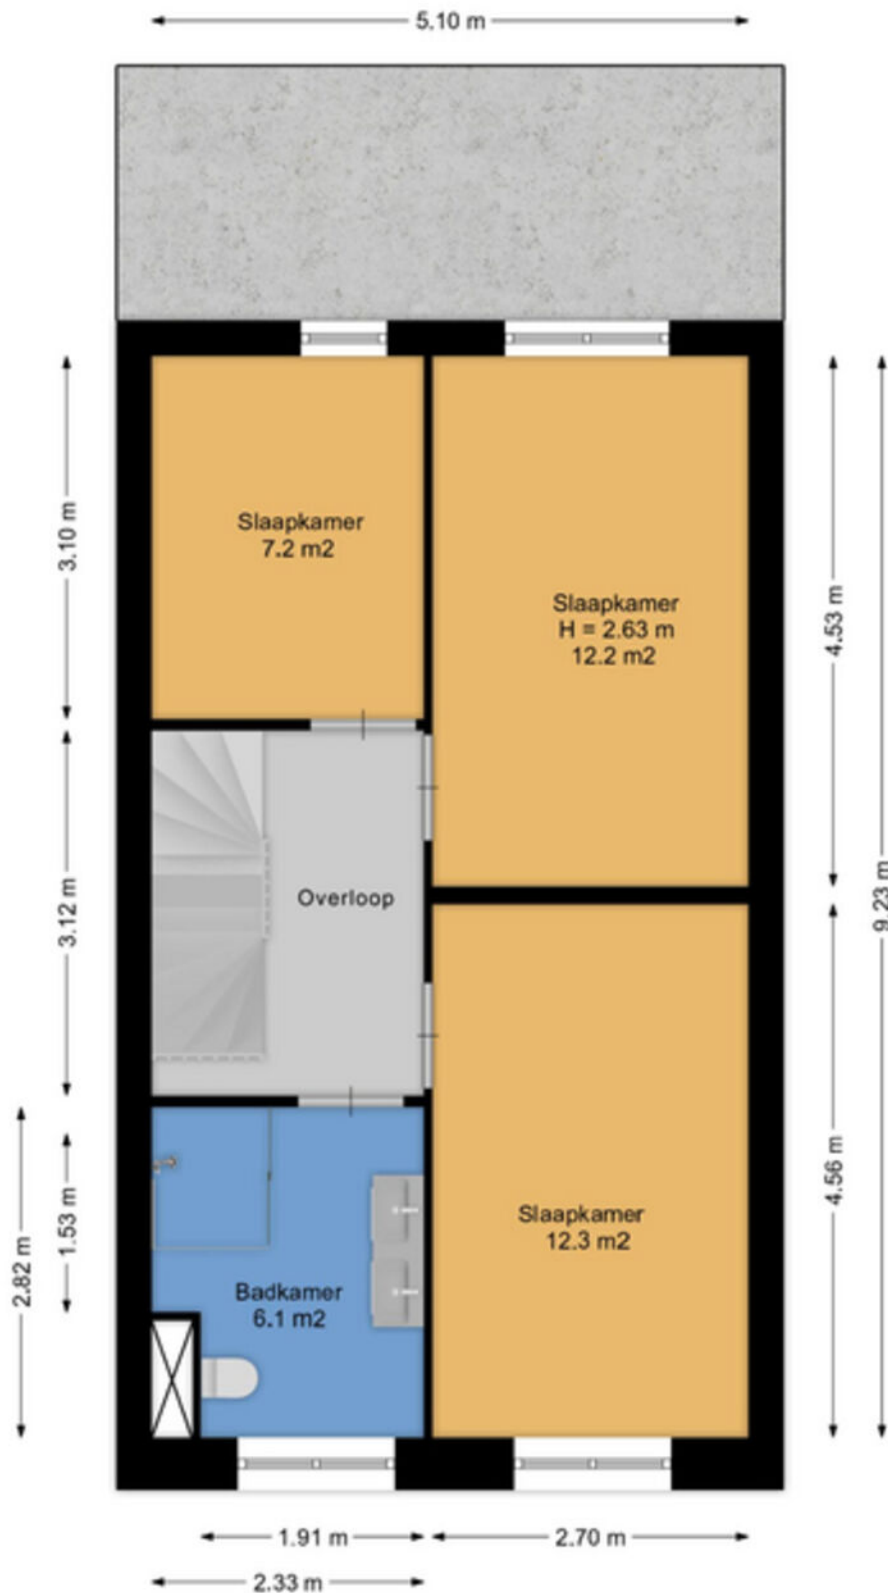 5.10 m
Slaapkamer
7.2 m2
3.10 m
Slaapkamer
H = 2.63 m
12.2 m2
4.53 m
9.23 m
Overloop
3.12 m
Slaapkamer
12.3 m2
4.56 m
Badkamer
6.1 m2
1.53 m
2.82 m
1.91 m
2.70 m
2.33 m